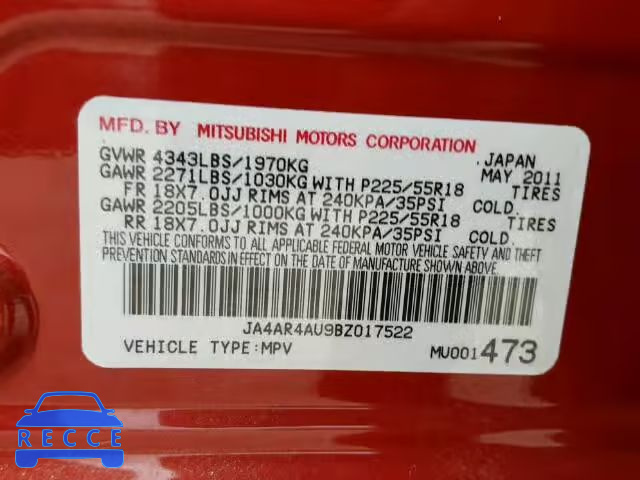 MFD. BY MITSUBISHI MOTORS CORPORATION
GVWR 4343LBS/1970KG JAPAN
GAWR 2271LBS/1030KG WITH P225/55R18 MAY 2011
FR 18X7.0JJ RIMS AT 240KPA/35PSI COLD. TIRES
GAWR 2205LBS/1000KG WITH P225/55R18
RR 18X7.0JJ RIMS AT 240KPA/35PSI COLD. TIRES
THIS VEHICLE CONFORMS TO ALL APPLICABLE FEDERAL MOTOR VEHICLE SAFETY AND THEFT
PREVENTION STANDARDS IN EFFECT ON THE DATE OF MANUFACTURE SHOWN ABOVE.
JA4AR4AU9BZ017522
VEHICLE TYPE:MPV MU001473
RECCE